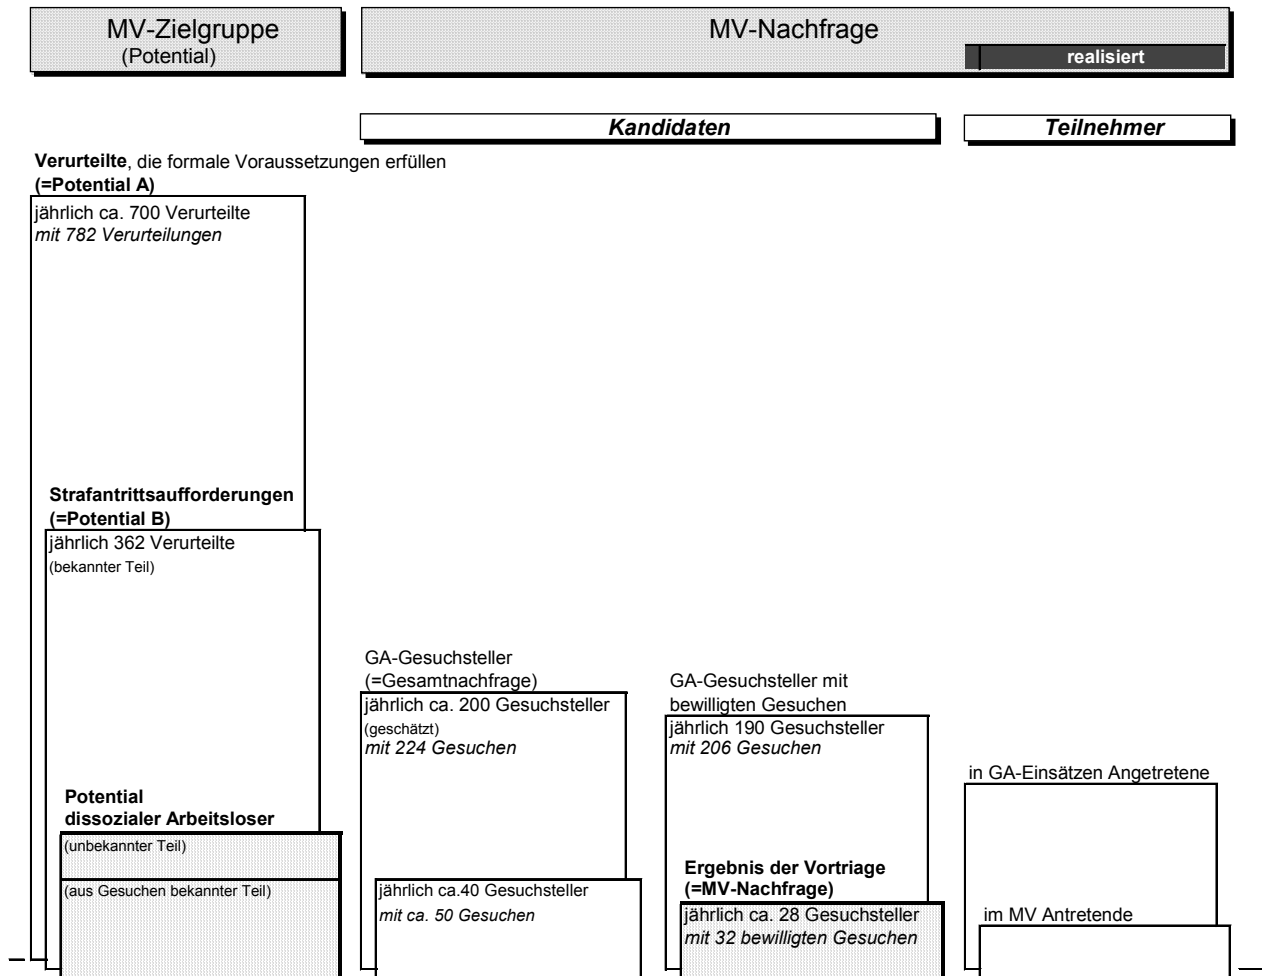 MV-Zielgruppe
(Potential)
MV-Nachfrage
realisiert
Kandidaten
Teilnehmer
Verurteilte, die formale Voraussetzungen erfüllen
(=Potential A)
jährlich ca. 700 Verurteilte
mit 782 Verurteilungen
Strafantrittsaufforderungen
(=Potential B)
jährlich 362 Verurteilte
(bekannter Teil)
Potential
dissozialer Arbeitsloser
(unbekannter Teil)
(aus Gesuchen bekannter Teil)
GA-Gesuchsteller
(=Gesamtnachfrage)
jährlich ca. 200 Gesuchsteller
(geschätzt)
mit 224 Gesuchen
jährlich ca.40 Gesuchsteller
mit ca. 50 Gesuchen
GA-Gesuchsteller mit
bewilligten Gesuchen
jährlich 190 Gesuchsteller
mit 206 Gesuchen
Ergebnis der Vortriage
(=MV-Nachfrage)
jährlich ca. 28 Gesuchsteller
mit 32 bewilligten Gesuchen
in GA-Einsätzen Angetretene
im MV Antretende